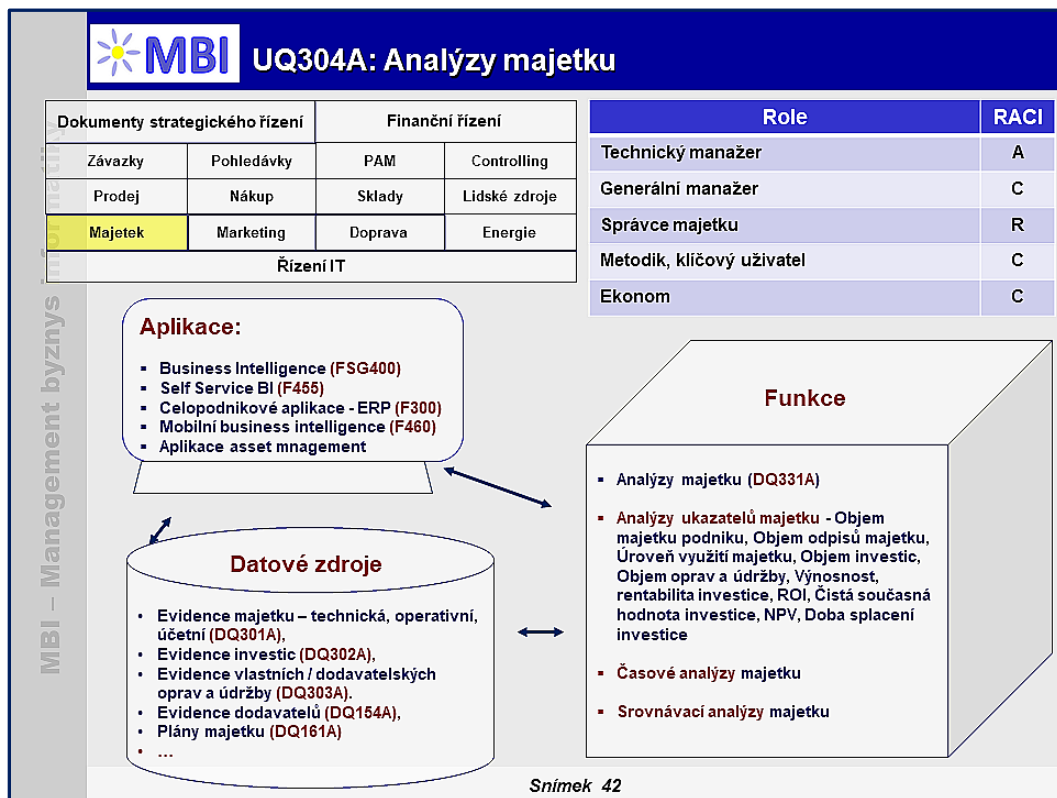 MBI
UQ304A: Analýzy majetku
MBI – Management byznys informatiky
Dokumenty strategického řízení
Finanční řízení
Závazky
Pohledávky
PAM
Controlling
Prodej
Nákup
Sklady
Lidské zdroje
Majetek
Marketing
Doprava
Energie
Řízení IT
Role RACI
Technický manažer A
Generální manažer C
Správce majetku R
Metodik, klíčový uživatel C
Ekonom C
Aplikace:
▪ Business Intelligence (FSG400)
▪ Self Service BI (F455)
▪ Celopodnikové aplikace - ERP (F300)
▪ Mobilní business intelligence (F460)
▪ Aplikace asset mnagement
Datové zdroje
• Evidence majetku – technická, operativní,
účetní (DQ301A),
• Evidence investic (DQ302A),
• Evidence vlastních / dodavatelských
oprav a údržby (DQ303A).
• Evidence dodavatelů (DQ154A),
• Plány majetku (DQ161A)
• …
Funkce
▪ Analýzy majetku (DQ331A)
▪ Analýzy ukazatelů majetku - Objem
majetku podniku, Objem odpisů majetku,
Úroveň využití majetku, Objem investic,
Objem oprav a údržby, Výnosnost,
rentabilita investice, ROI, Čistá současná
hodnota investice, NPV, Doba splacení
investice
▪ Časové analýzy majetku
▪ Srovnávací analýzy majetku
Snímek 42